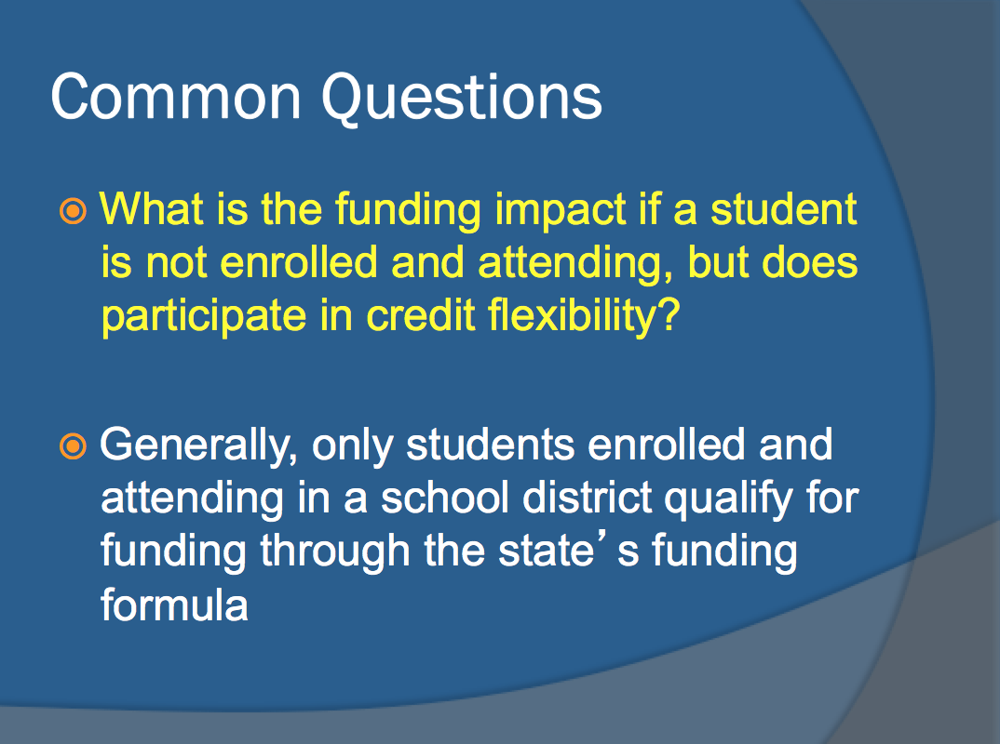 Common Questions
What is the funding impact if a student
is not enrolled and attending, but does
participate in credit flexibility?
Generally, only students enrolled and
attending in a school district qualify for
funding through the state’ s funding
formula